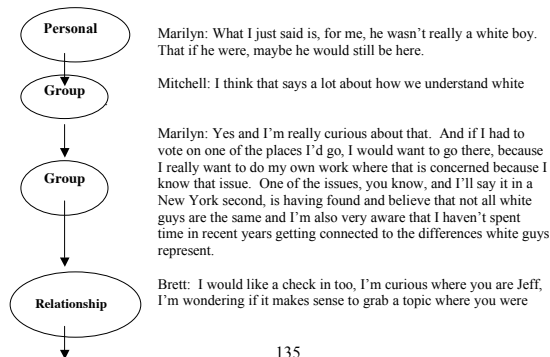 Personal
Marilyn: What I just said is, for me, he wasn't really a white boy.
That if he were, maybe he would still be here.
Group
Mitchell: I think that says a lot about how we understand white
Group
Marilyn: Yes and I'm really curious about that.  And if I had to
vote on one of the places I'd go, I would want to go there, because
I really want to do my own work where that is concerned because I
know that issue.  One of the issues, you know, and I'll say it in a
New York second, is having found and believe that not all white
guys are the same and I'm also very aware that I haven't spent
time in recent years getting connected to the differences white guys
represent.
Relationship
Brett:  I would like a check in too, I'm curious where you are Jeff,
I'm wondering if it makes sense to grab a topic where you were
135